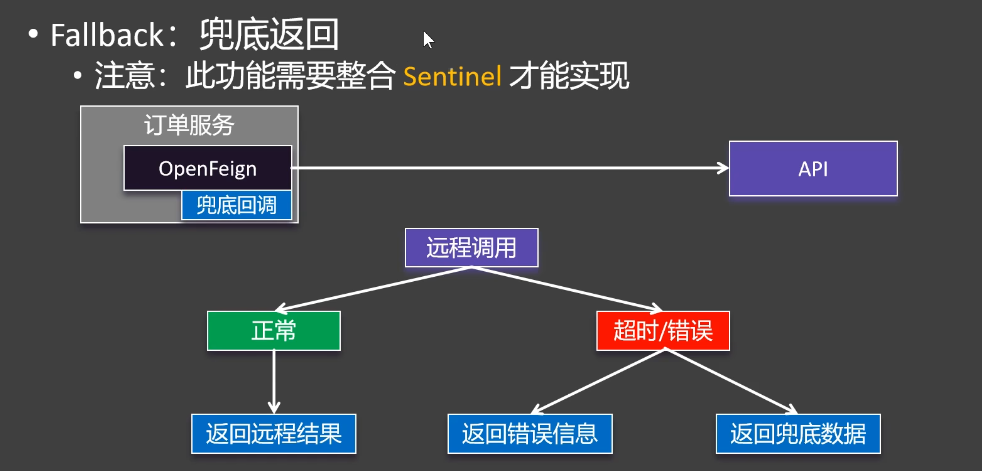 • Fallback：兜底返回
• 注意：此功能需要整合 Sentinel 才能实现
订单服务
OpenFeign
API
兜底回调
远程调用
正常
超时/错误
返回远程结果
返回错误信息
返回兜底数据